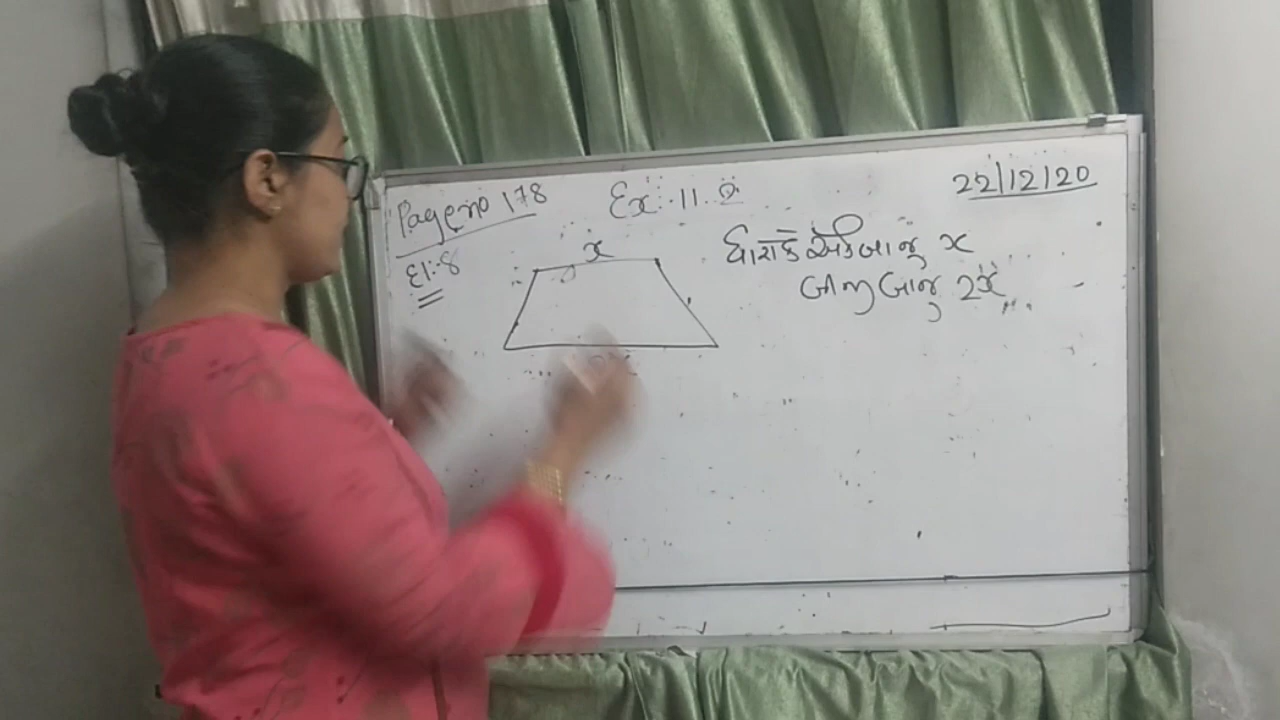 Page no 178
Ex:-11.2
22/12/20
દા:-8
x
ધારોકે એક બાજુ x
બીજી બાજુ 2x